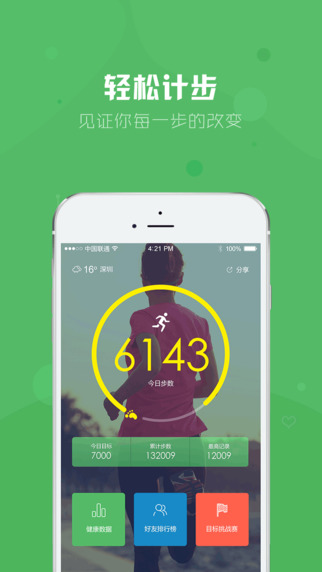 轻松计步
见证你每一步的改变
中国联通 4:21 PM 100%
16° 深圳 分享
6143
今日步数
今日目标 累计步数 最高记录
7000 132009 12009
健康数据 好友排行榜 目标挑战赛